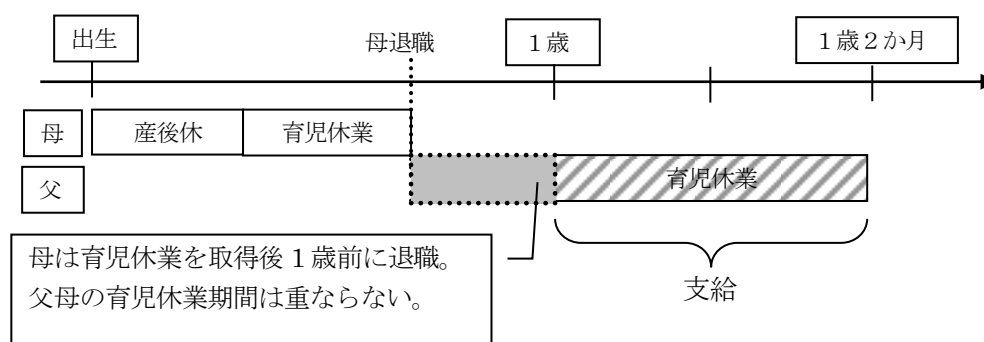 出生
母退職
１歳
１歳２か月
母
産後休
育児休業
父
育児休業
母は育児休業を取得後１歳前に退職。
父母の育児休業期間は重ならない。
支給